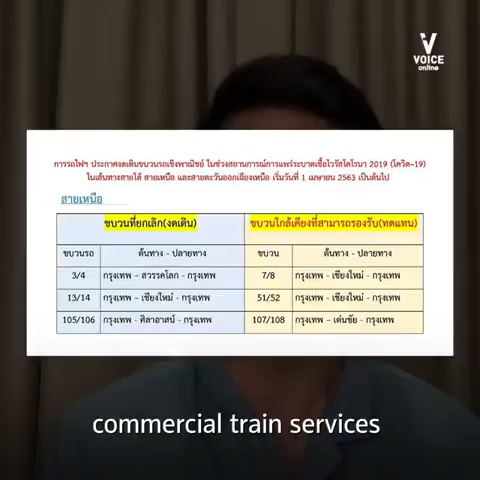 VOICE
online
การรถไฟฯ ประกาศงดเดินขบวนรถเชิงพาณิชย์ ในช่วงสถานการณ์การแพร่ระบาดเชื้อไวรัสโคโรนา 2019 (โควิด-19)
ในเส้นทางสายใต้ สายเหนือ และสายตะวันออกเฉียงเหนือ เริ่มวันที่ 1 เมษายน 2563 เป็นต้นไป
สายเหนือ
ขบวนที่ยกเลิก(งดเดิน) ขบวนใกล้เคียงที่สามารถรองรับ(ทดแทน)
ขบวนรถ ต้นทาง - ปลายทาง ขบวน ต้นทาง - ปลายทาง
3/4 กรุงเทพ – สวรรคโลก - กรุงเทพ 7/8 กรุงเทพ - เชียงใหม่ - กรุงเทพ
13/14 กรุงเทพ – เชียงใหม่ - กรุงเทพ 51/52 กรุงเทพ - เชียงใหม่ - กรุงเทพ
105/106 กรุงเทพ - ศิลาอาสน์ - กรุงเทพ 107/108 กรุงเทพ – เด่นชัย - กรุงเทพ
commercial train services